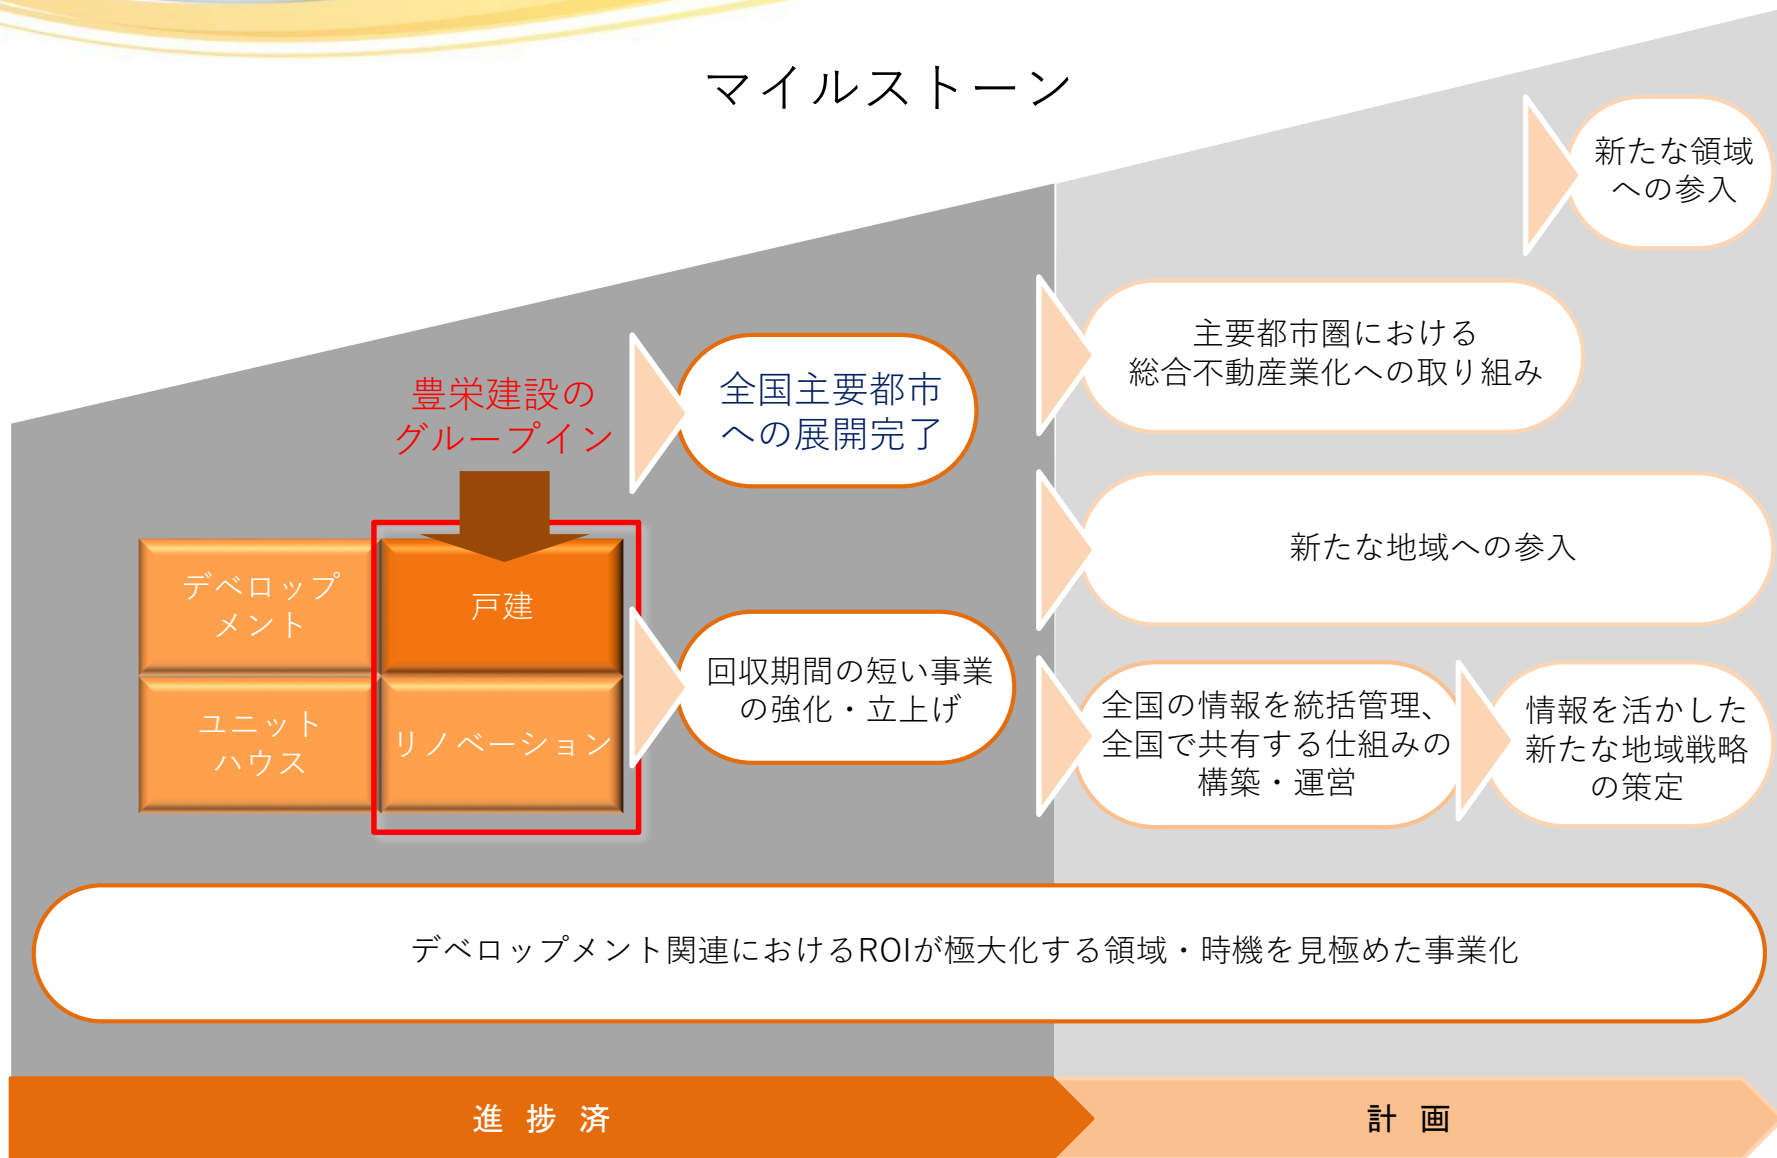 マイルストーン
新たな領域
への参入
主要都市圏における
総合不動産業化への取り組み
豊栄建設の
グループイン
全国主要都市
への展開完了
新たな地域への参入
デベロップ
メント
戸建
ユニット
ハウス
リノベーション
回収期間の短い事業
の強化・立上げ
全国の情報を統括管理、
全国で共有する仕組みの
構築・運営
情報を活かした
新たな地域戦略
の策定
デベロップメント関連におけるROIが極大化する領域・時機を見極めた事業化
進 捗 済
計 画